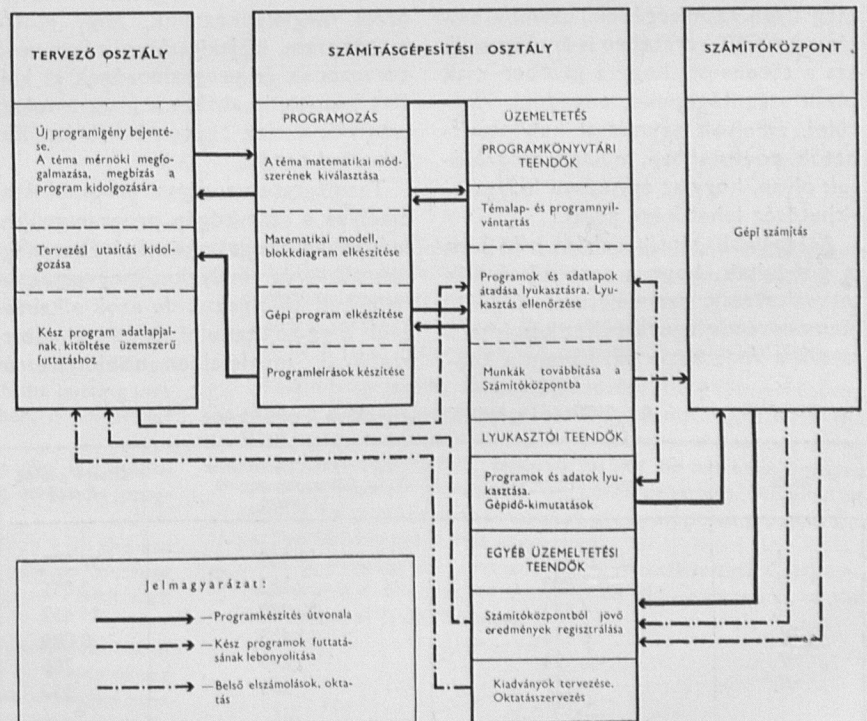 TERVEZŐ OSZTÁLY
Új programigény bejenté-
se.
A téma mérnöki megfo-
galmazása, megbízás a
program kidolgozására
Tervezési utasítás kidol-
gozása
Kész program adatlapjai-
nak kitöltése üzemszerű
futtatáshoz
SZÁMÍTÁSGÉPESÍTÉSI OSZTÁLY
PROGRAMOZÁS
A téma matematikai mód-
szerének kiválasztása
Matematikai modell,
blokkdiagram elkészítése
Gépi program elkészítése
Programleírások készítése
ÜZEMELTETÉS
PROGRAMKÖNYVTÁRI
TEENDŐK
Témalap- és programnyil-
vántartás
Programok és adatlapok
átadása lyukasztásra. Lyu-
kasztás ellenőrzése
Munkák továbbítása a
Számítóközpontba
LYUKASZTÓI TEENDŐK
Programok és adatok lyu-
kasztása.
Gépidő-kimutatások
EGYÉB ÜZEMELTETÉSI
TEENDŐK
Számítóközpontból jövő
eredmények regisztrálása
Kiadványok tervezése.
Oktatásszervezés
SZÁMÍTÓKÖZPONT
Gépi számítás
Jelmagyarázat:
—Programkészítés útvonala
—Kész programok futtatá-
sának lebonyolítása
—Belső elszámolások, okta-
tás